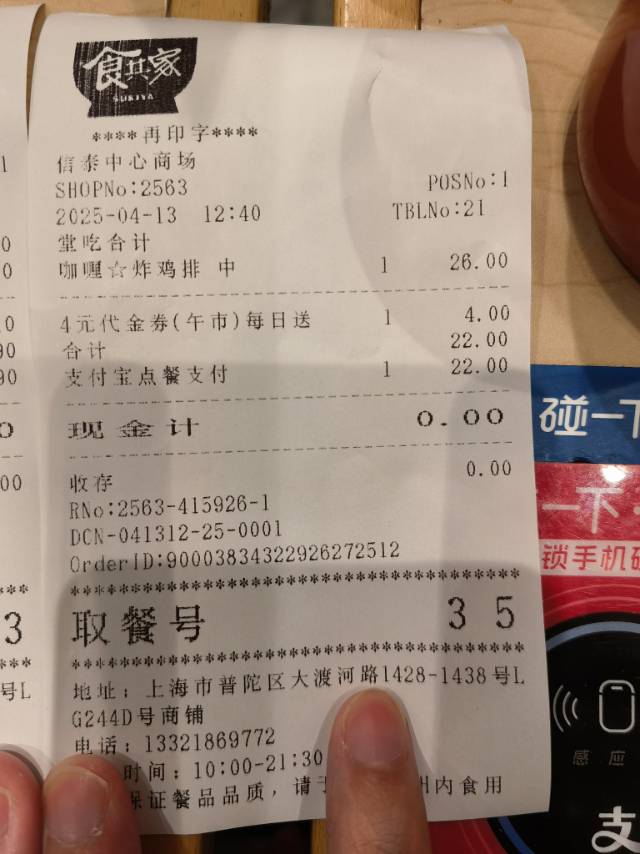 食其家
SUKIYA
****再印字****
信泰中心商场
SHOPNo:2563 POSNo:1
2025-04-13 12:40 TBLNo:21
堂吃合计
咖喱☆炸鸡排 中 1 26.00
4元代金券(午市)每日送 1 4.00
合计 22.00
支付宝点餐支付 1 22.00
现金计 0.00
收存 0.00
RNo:2563-415926-1
DCN-041312-25-0001
OrderID:90003834322926272512
取餐号 35
地址：上海市普陀区大渡河路1428-1438号L
G244D号商铺
电话：13321869772
时间：10:00-21:30
保证餐品品质，请于 内食用
3
号L
碰一下
一下·
锁手机
感应
支